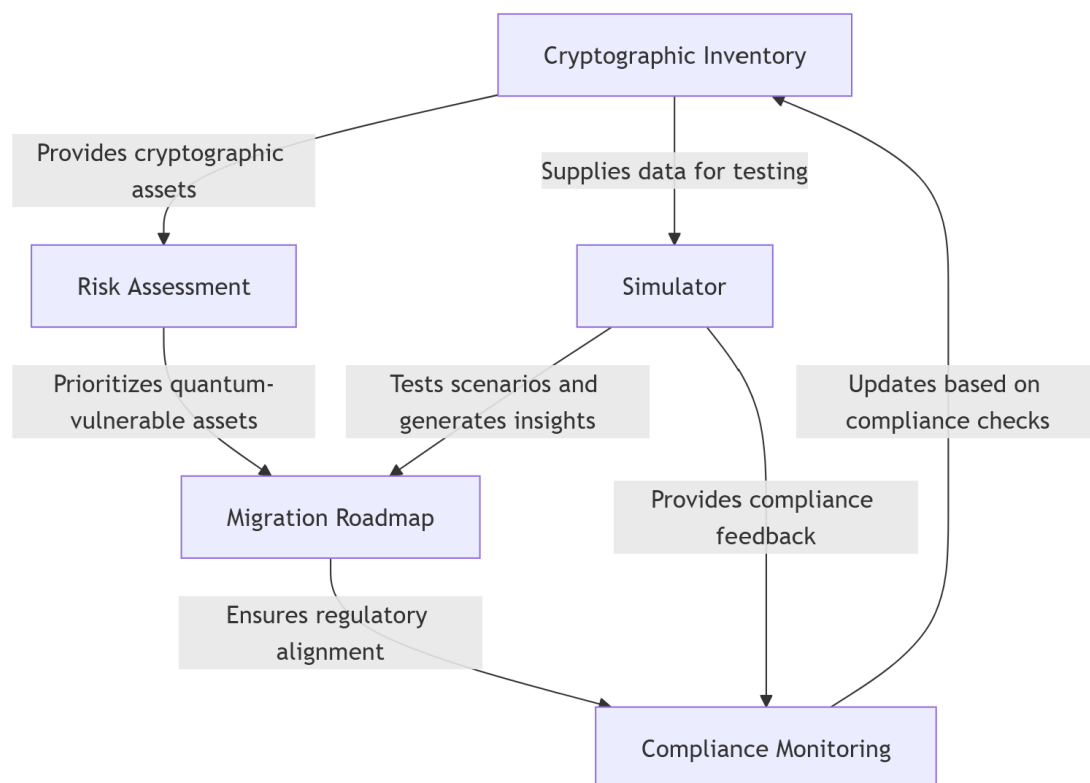 Cryptographic Inventory
Provides cryptographic
assets
Supplies data for testing
Risk Assessment
Simulator
Prioritizes quantum-
vulnerable assets
Tests scenarios and
generates insights
Updates based on
compliance checks
Migration Roadmap
Provides compliance
feedback
Ensures regulatory
alignment
Compliance Monitoring